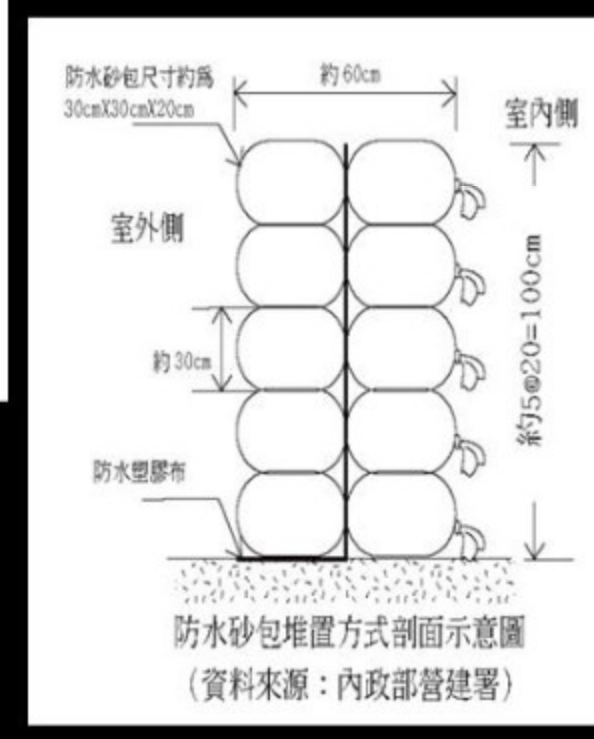 防水砂包尺寸約爲
30cmX30cmX20cm
約60cm
室內側
室外側
約30cm
約5@20=100cm
防水塑膠布
防水砂包堆置方式剖面示意圖
（資料來源：內政部營建署）